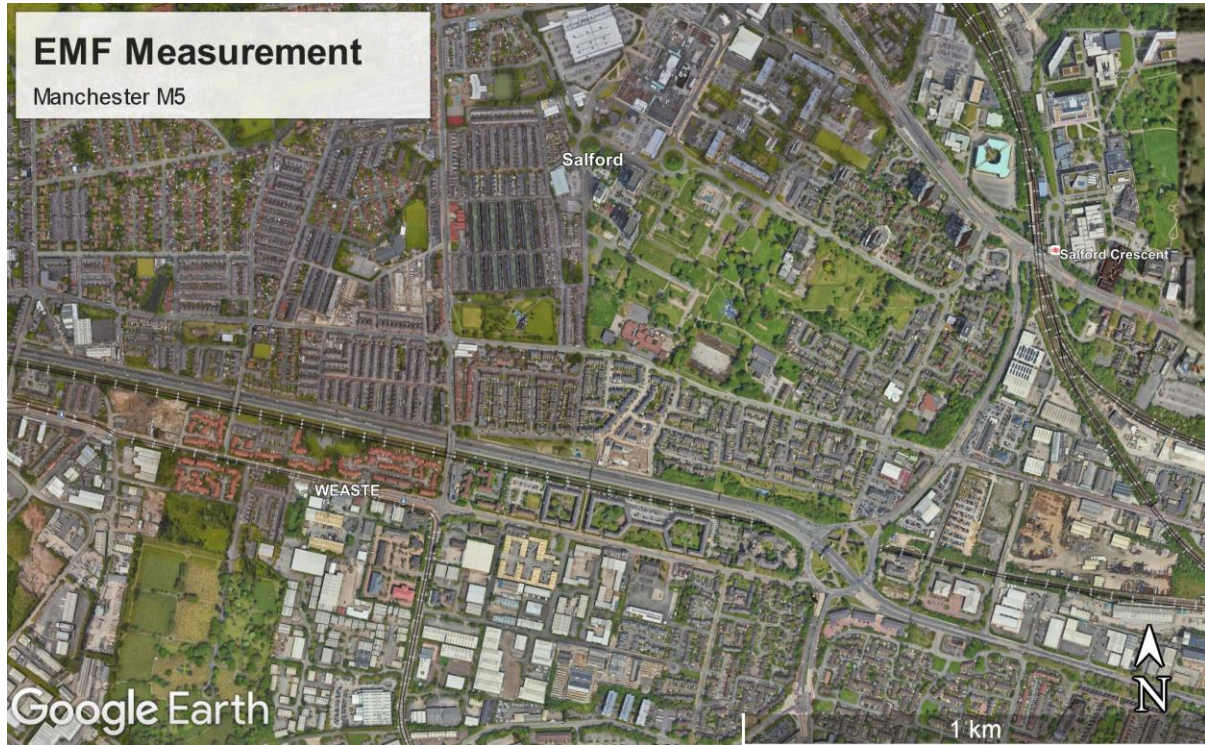 EMF Measurement
Manchester M5
Salford
Salford Crescent
WEASTE
Google Earth
1 km
N